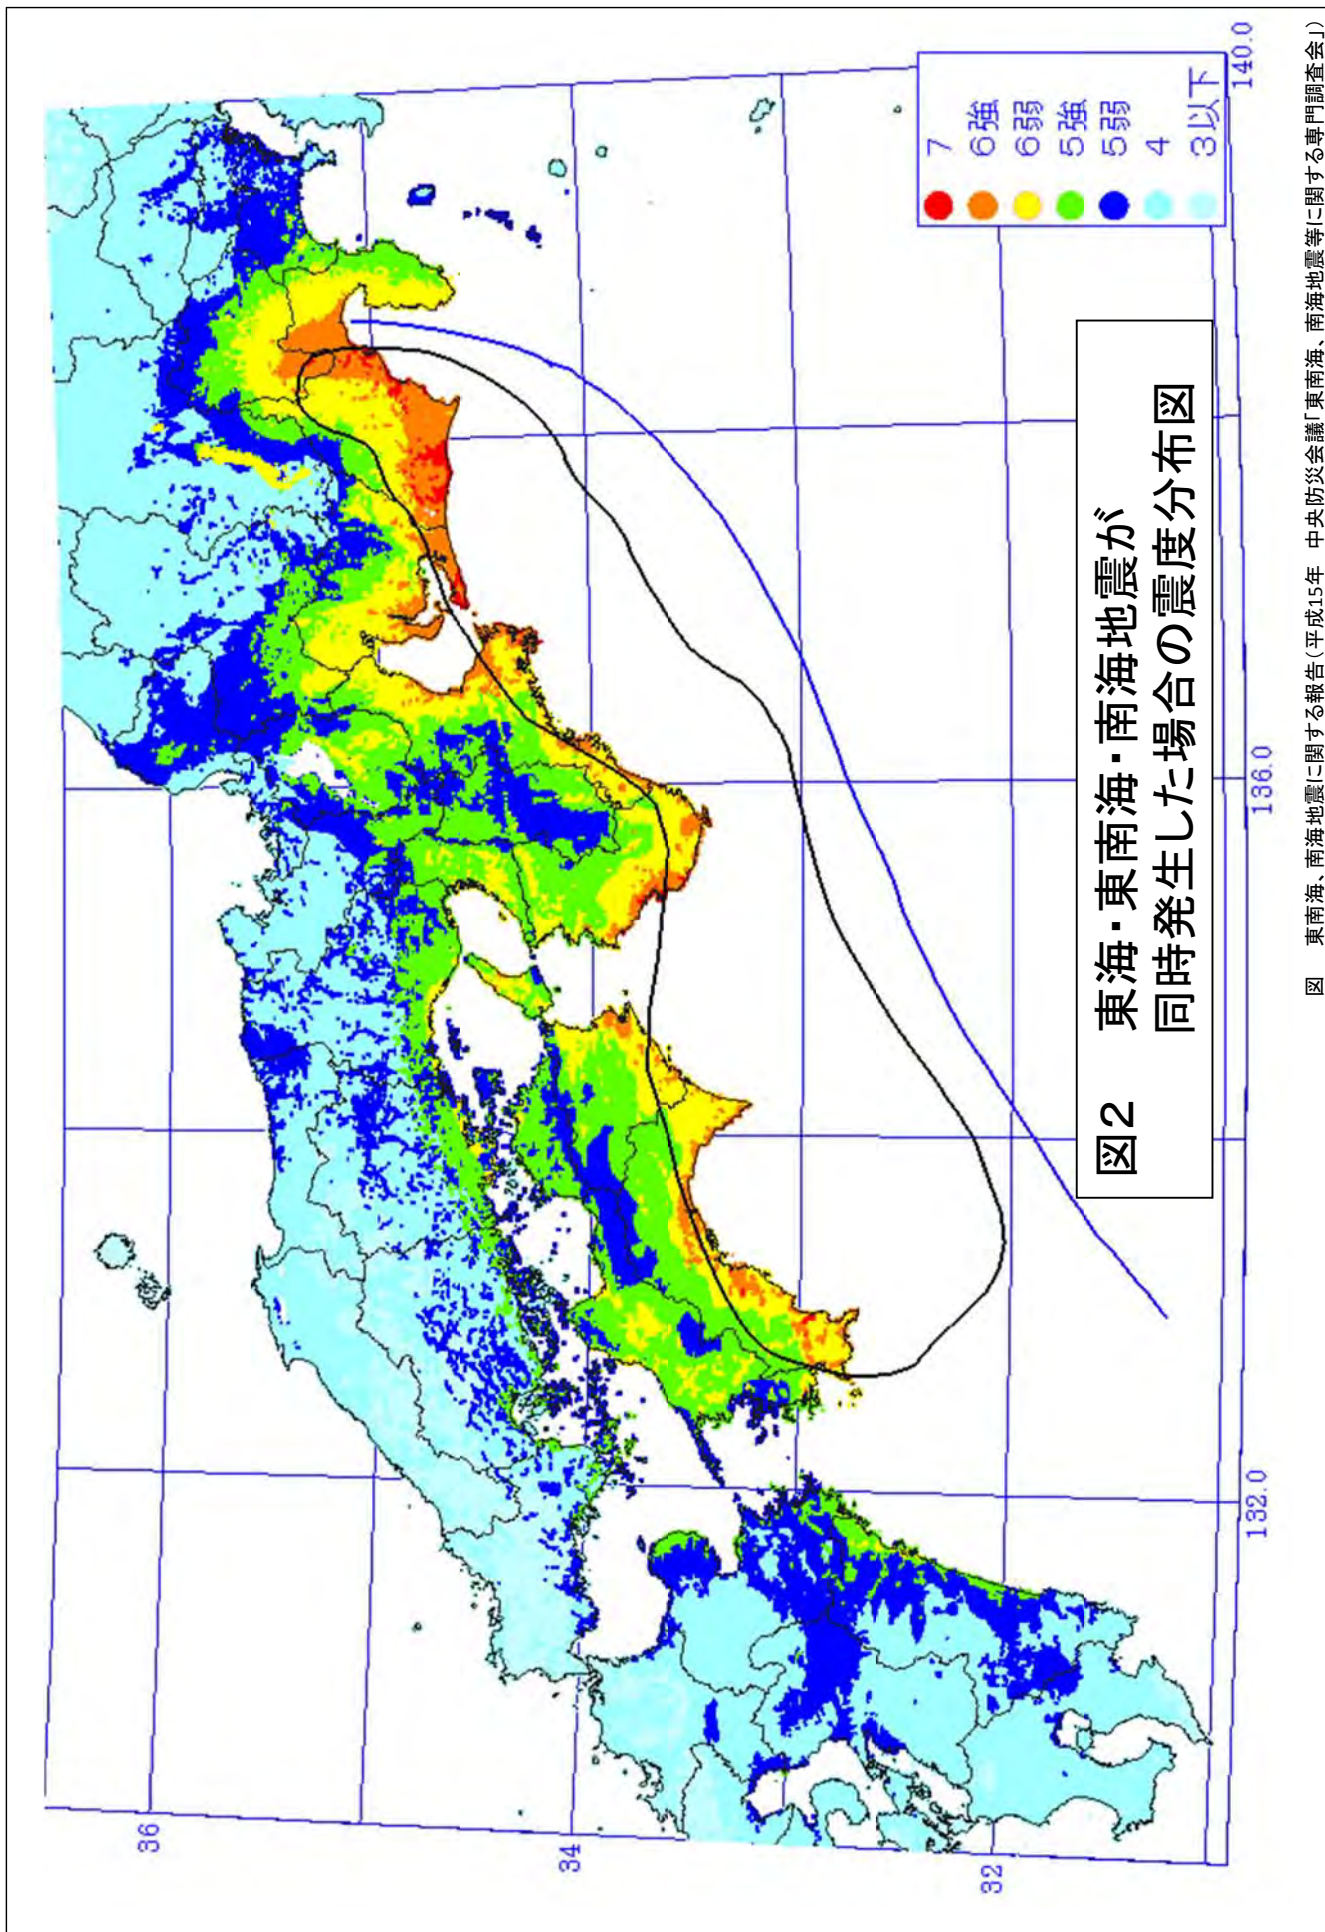 図2　東海・東南海・南海地震が
同時発生した場合の震度分布図
7
6強
6弱
5強
5弱
4
3以下
36
34
32
132.0
136.0
140.0
図　東南海、南海地震に関する報告(平成15年　中央防災会議「東南海、南海地震等に関する専門調査会」)